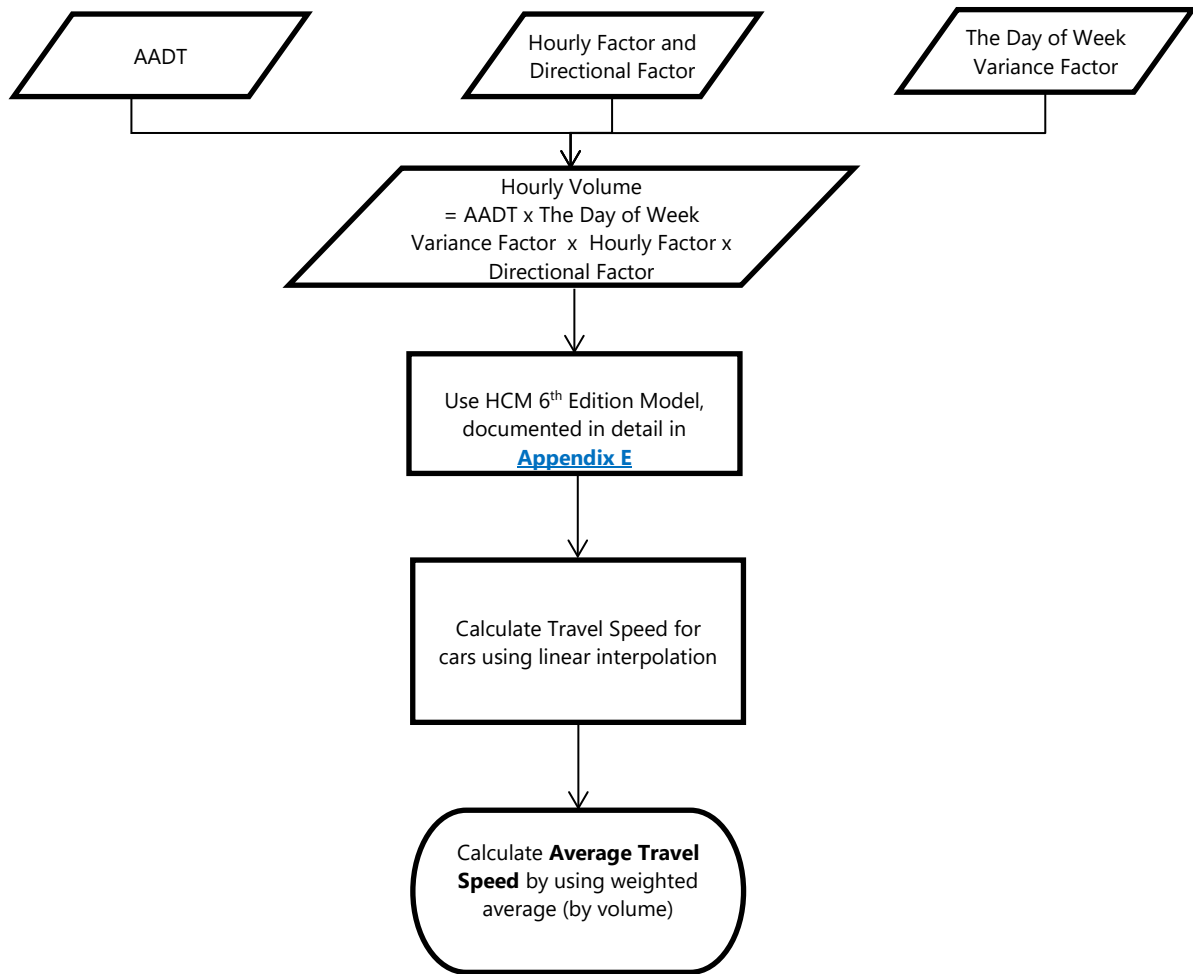 AADT
Hourly Factor and
Directional Factor
The Day of Week
Variance Factor
Hourly Volume
= AADT x The Day of Week
Variance Factor x Hourly Factor x
Directional Factor
Use HCM 6th Edition Model,
documented in detail in
Appendix E
Calculate Travel Speed for
cars using linear interpolation
Calculate Average Travel
Speed by using weighted
average (by volume)